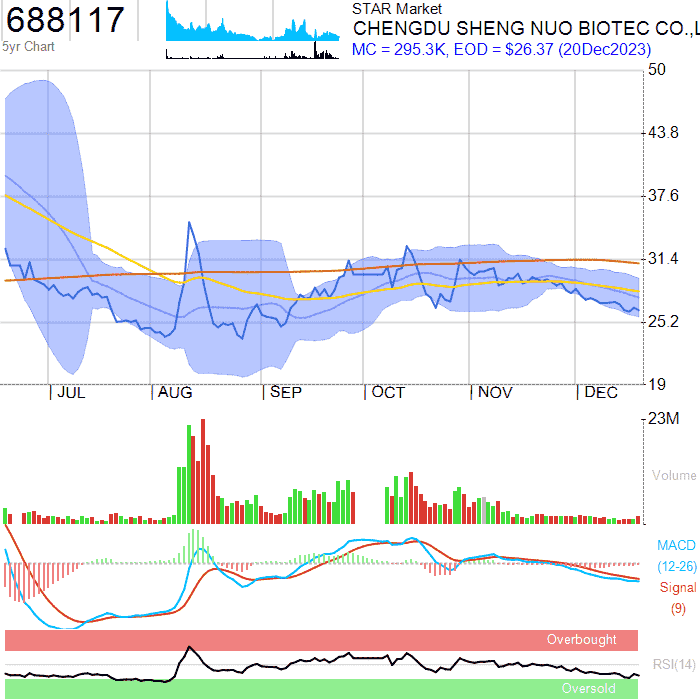 688117
5yr Chart
STAR Market
CHENGDU SHENG NUO BIOTEC CO.,L
MC = 295.3K, EOD = $26.37 (20Dec2023)
50
43.8
37.6
31.4
25.2
19
JUL AUG SEP OCT NOV DEC
23M
Volume
MACD
(12-26)
Signal
(9)
Overbought
RSI(14)
Oversold